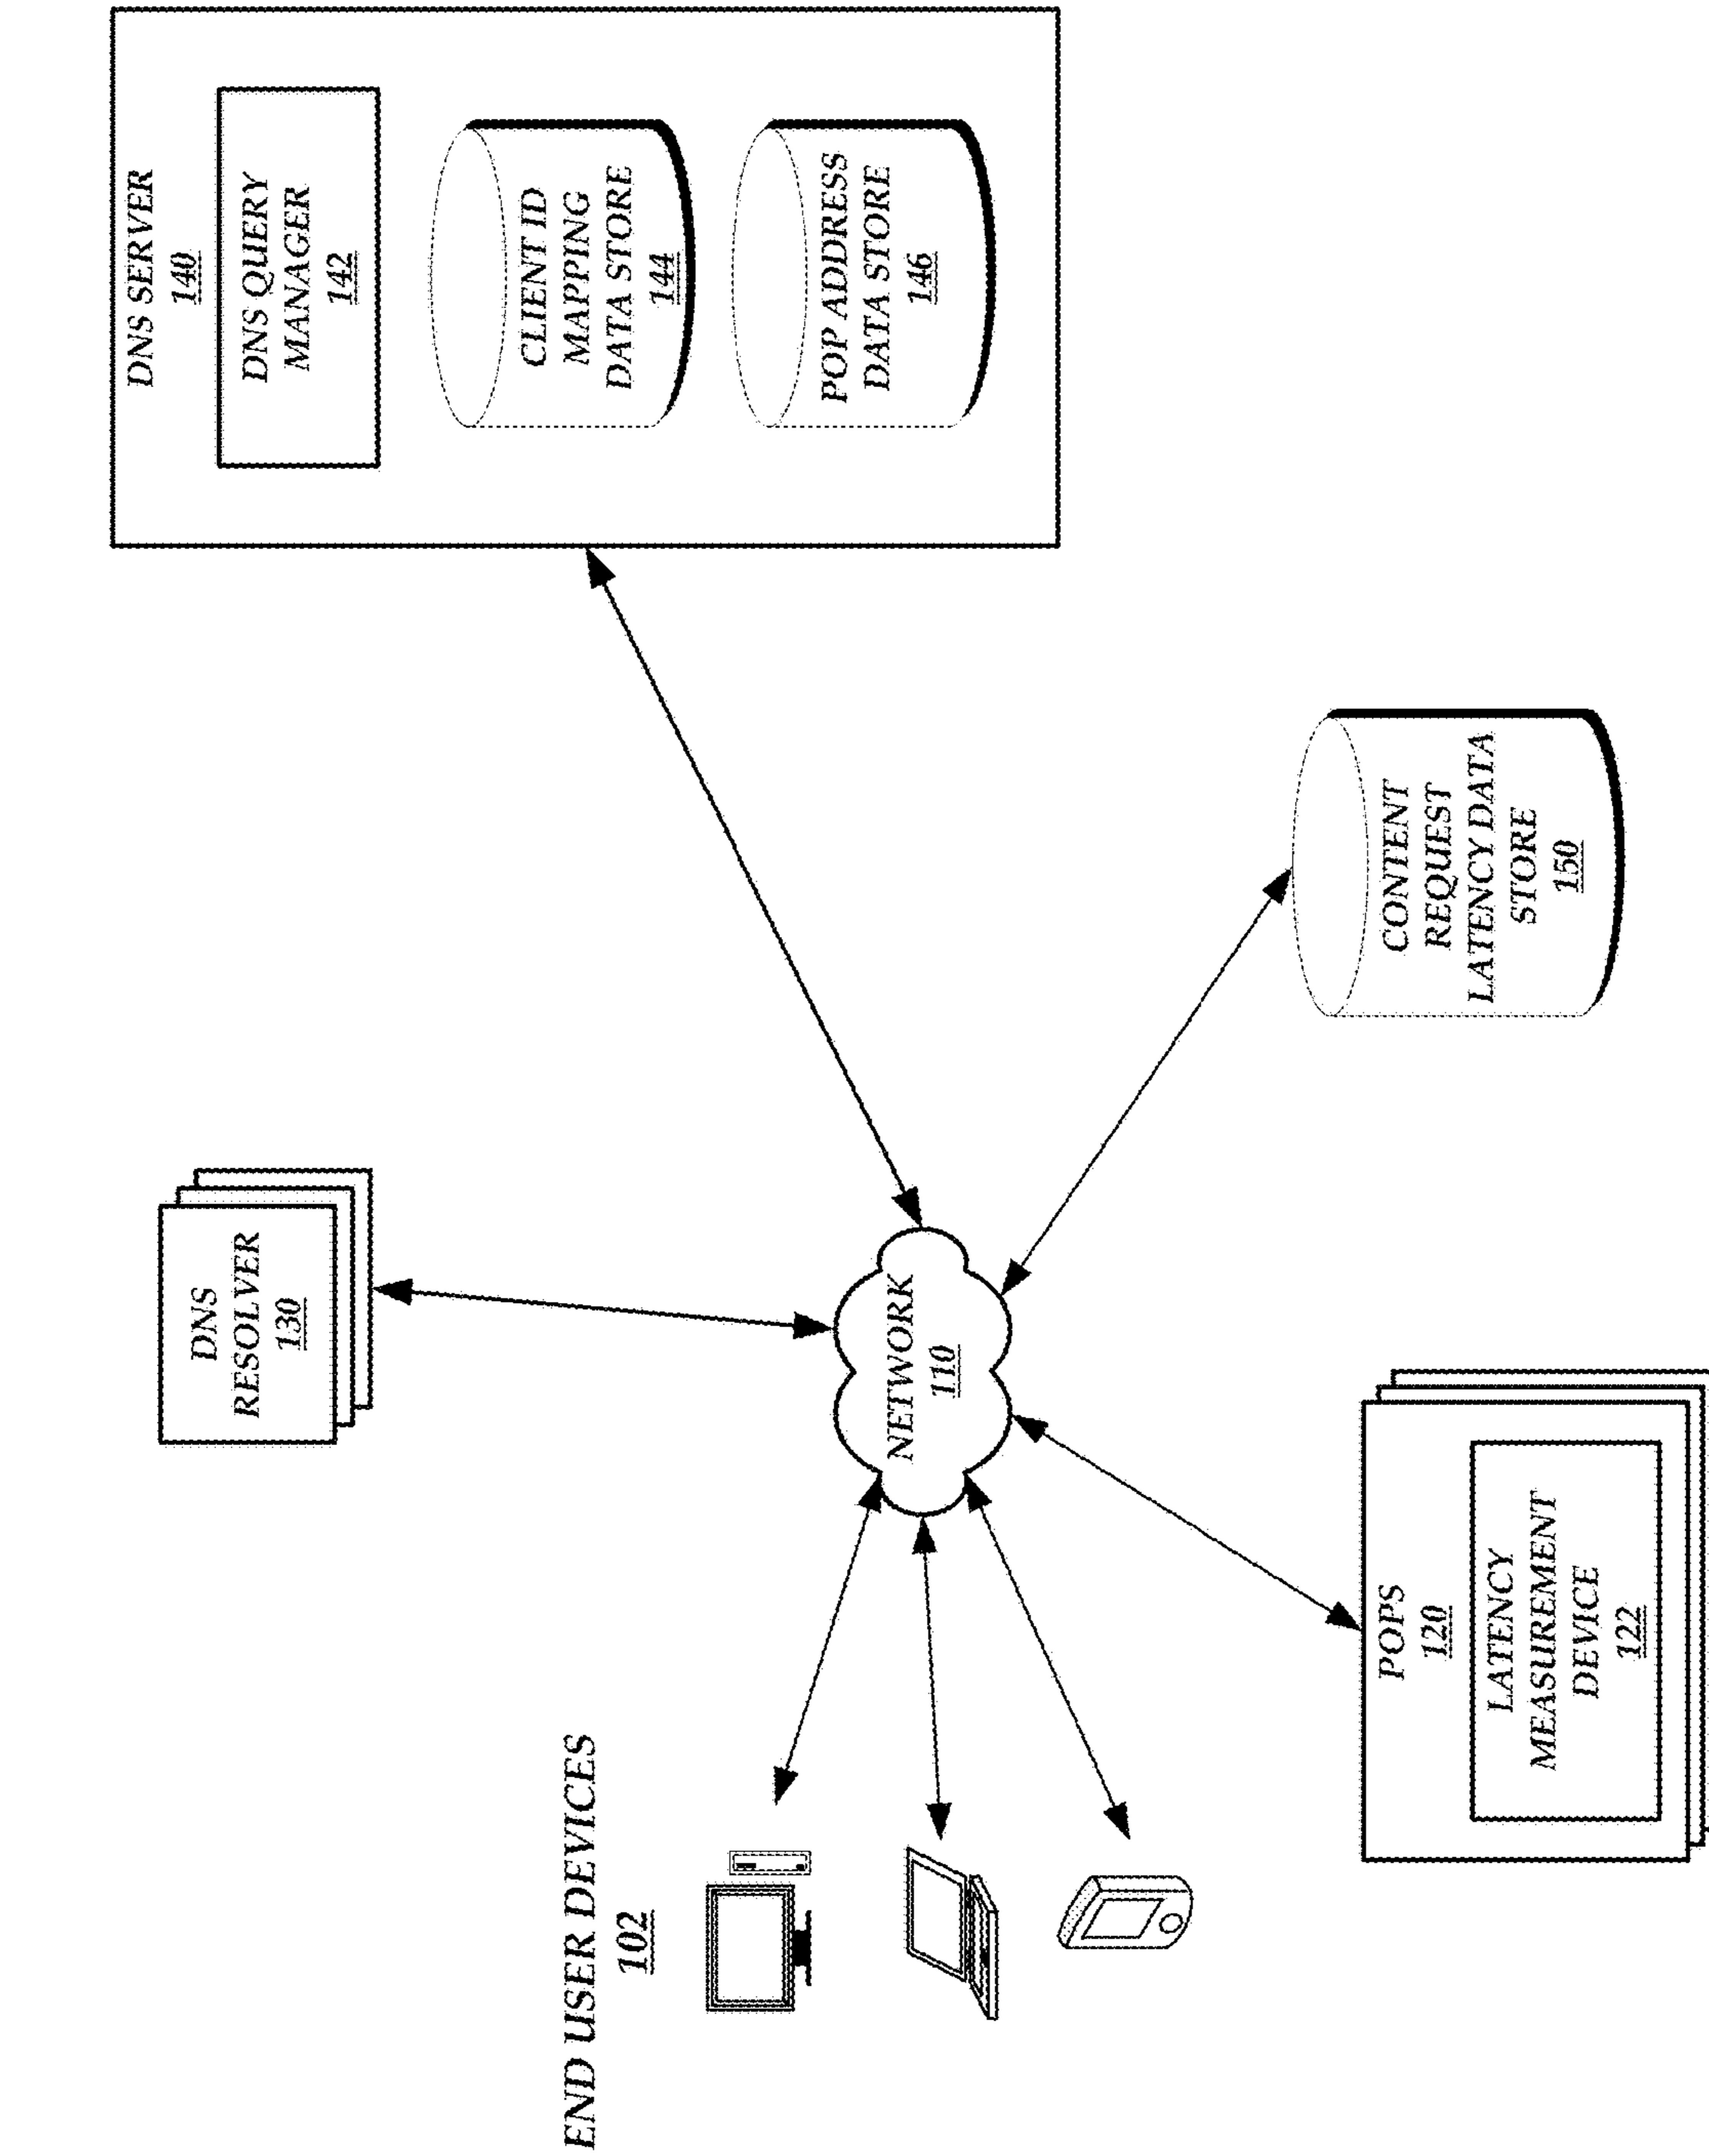 END USER DEVICES
102
DNS
RESOLVER
130
DNS SERVER
140
DNS QUERY
MANAGER
142
CLIENT ID
MAPPING
DATA STORE
144
POP ADDRESS
DATA STORE
146
NETWORK
110
POPS
120
LATENCY
MEASUREMENT
DEVICE
122
CONTENT
REQUEST
LATENCY DATA
STORE
150